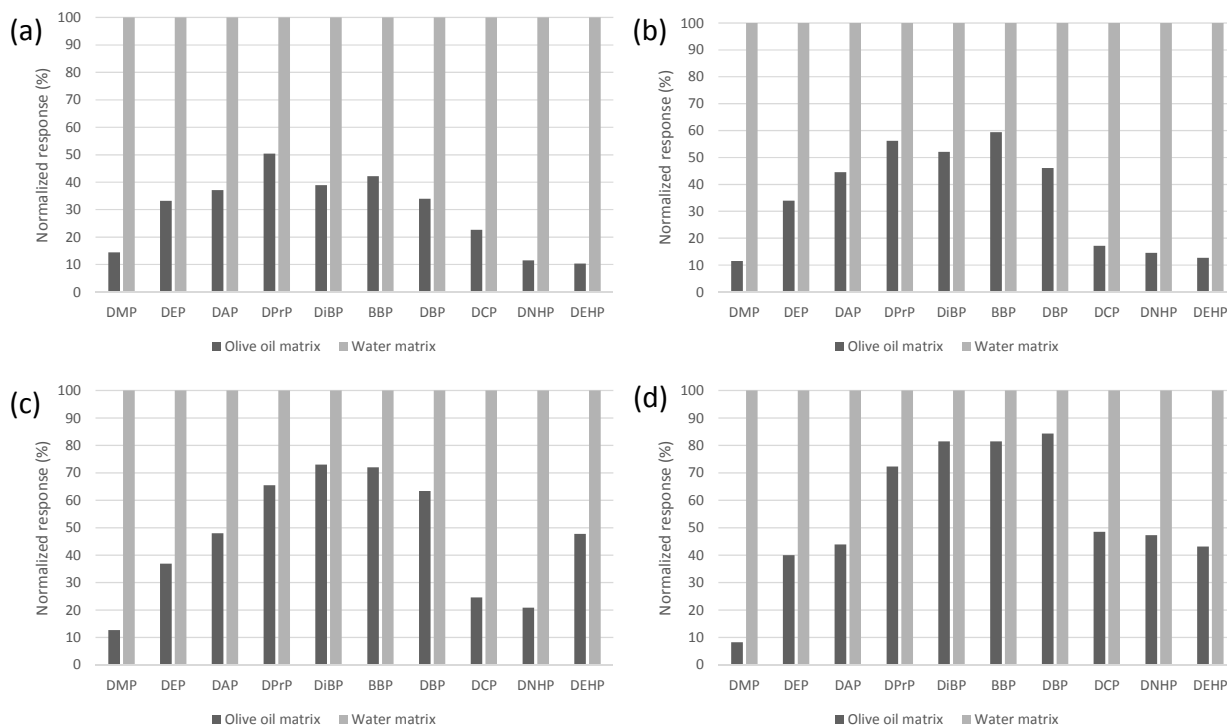 (a)
Normalized response (%)
100
90
80
70
60
50
40
30
20
10
0
DMP DEP DAP DPrP DiBP BBP DBP DCP DNHP DEHP
Olive oil matrix Water matrix
(b)
Normalized response (%)
100
90
80
70
60
50
40
30
20
10
0
DMP DEP DAP DPrP DiBP BBP DBP DCP DNHP DEHP
Olive oil matrix Water matrix
(c)
Normalized response (%)
100
90
80
70
60
50
40
30
20
10
0
DMP DEP DAP DPrP DiBP BBP DBP DCP DNHP DEHP
Olive oil matrix Water matrix
(d)
Normalized response (%)
100
90
80
70
60
50
40
30
20
10
0
DMP DEP DAP DPrP DiBP BBP DBP DCP DNHP DEHP
Olive oil matrix Water matrix